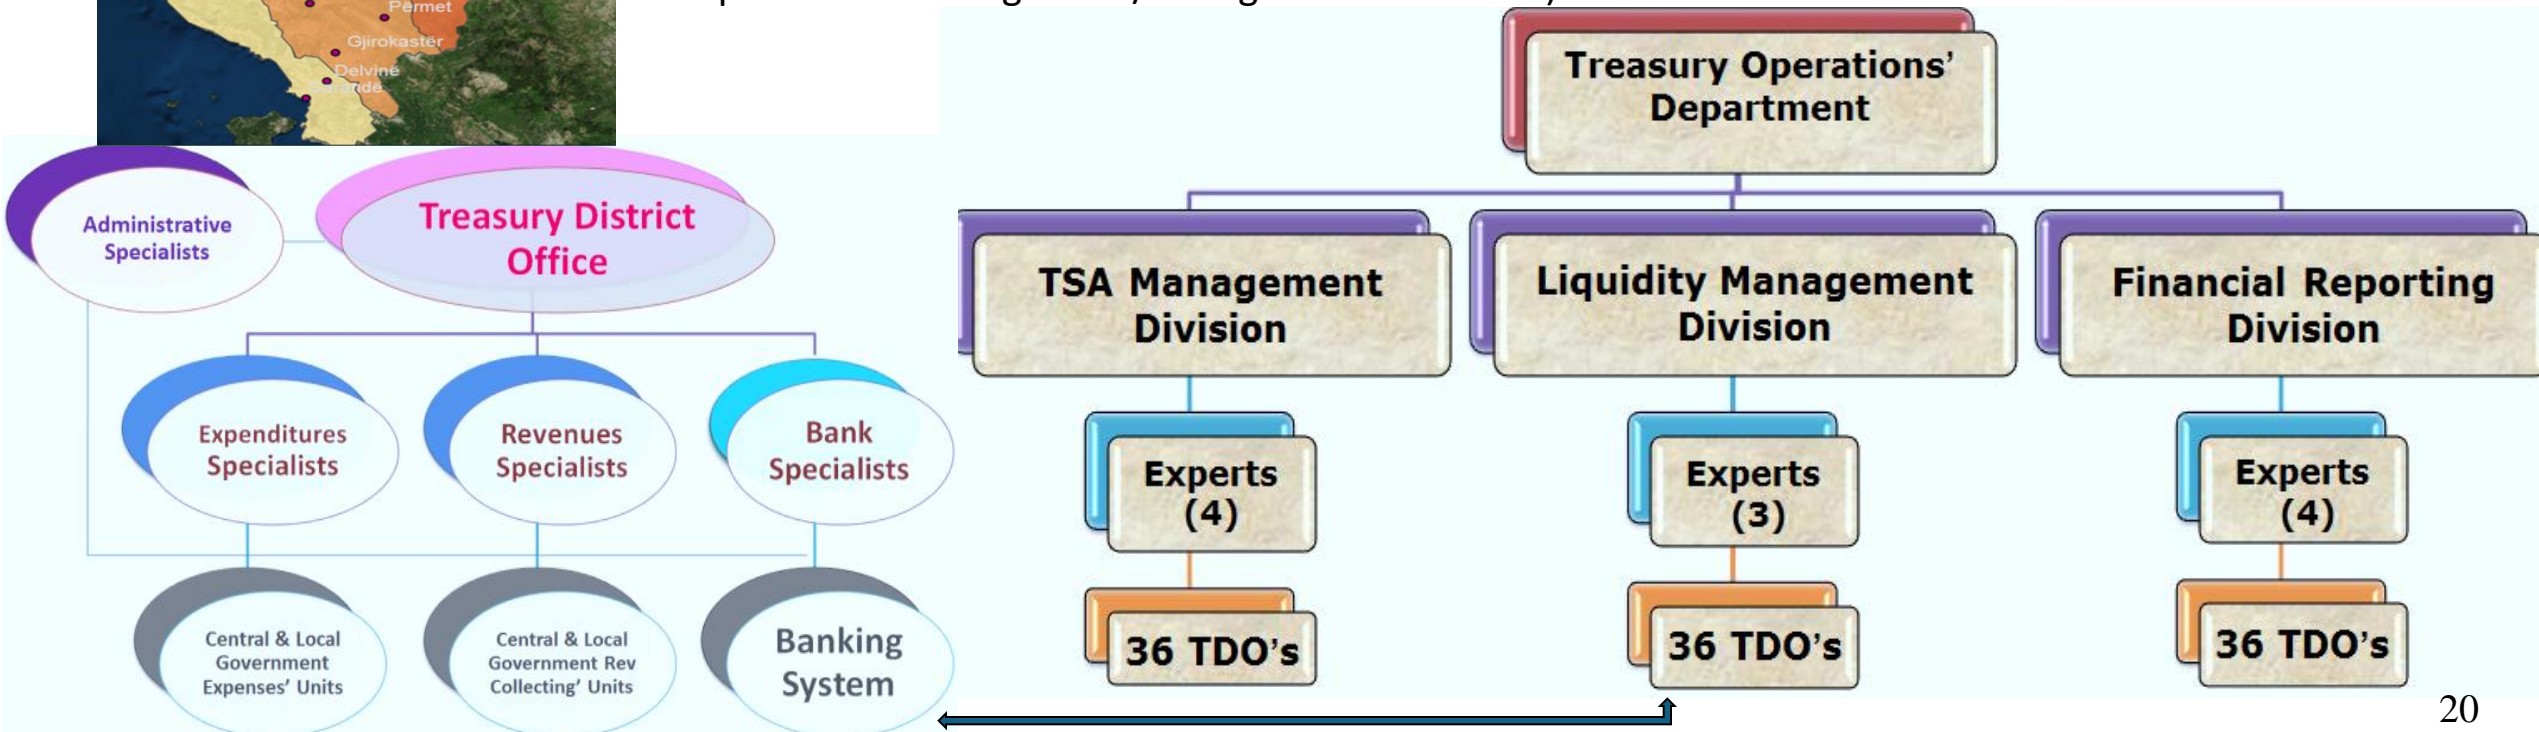 Përmet
Gjirokastër
Delvinë
Sarandë
Treasury Operations’
Department
Administrative
Specialists
Treasury District
Office
TSA Management
Division
Liquidity Management
Division
Financial Reporting
Division
Expenditures
Specialists
Revenues
Specialists
Bank
Specialists
Experts
(4)
Experts
(3)
Experts
(4)
Central & Local
Government
Expenses’ Units
Central & Local
Government Rev
Collecting’ Units
Banking
System
36 TDO’s
36 TDO’s
36 TDO’s
20